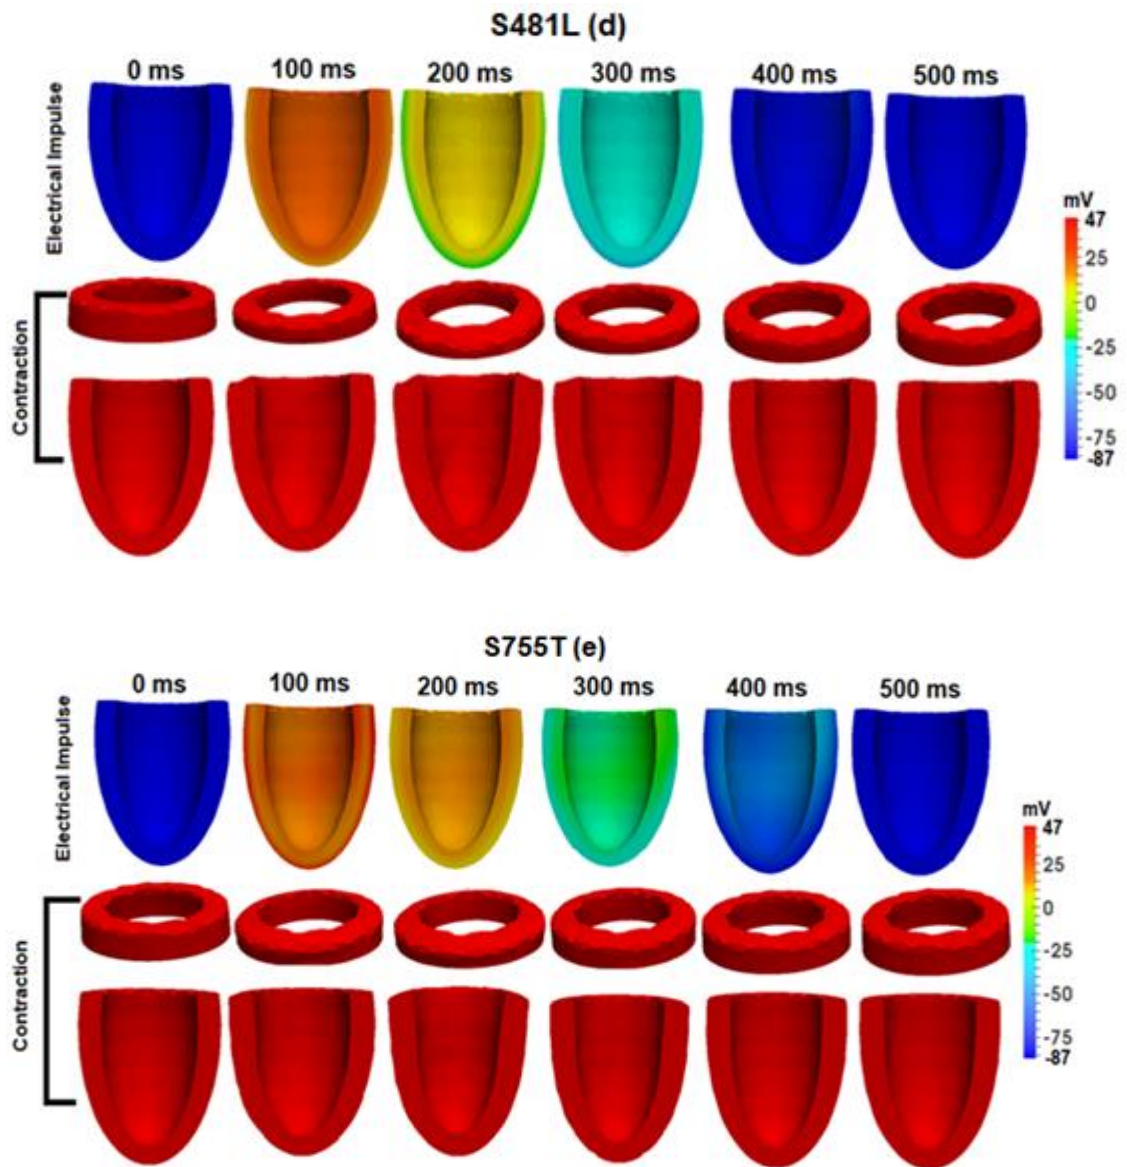 S481L (d)
0 ms 100 ms 200 ms 300 ms 400 ms 500 ms
Electrical Impulse
Contraction
mV
47
25
0
-25
-50
-75
-87
S755T (e)
0 ms 100 ms 200 ms 300 ms 400 ms 500 ms
Electrical Impulse
Contraction
mV
47
25
0
-25
-50
-75
-87